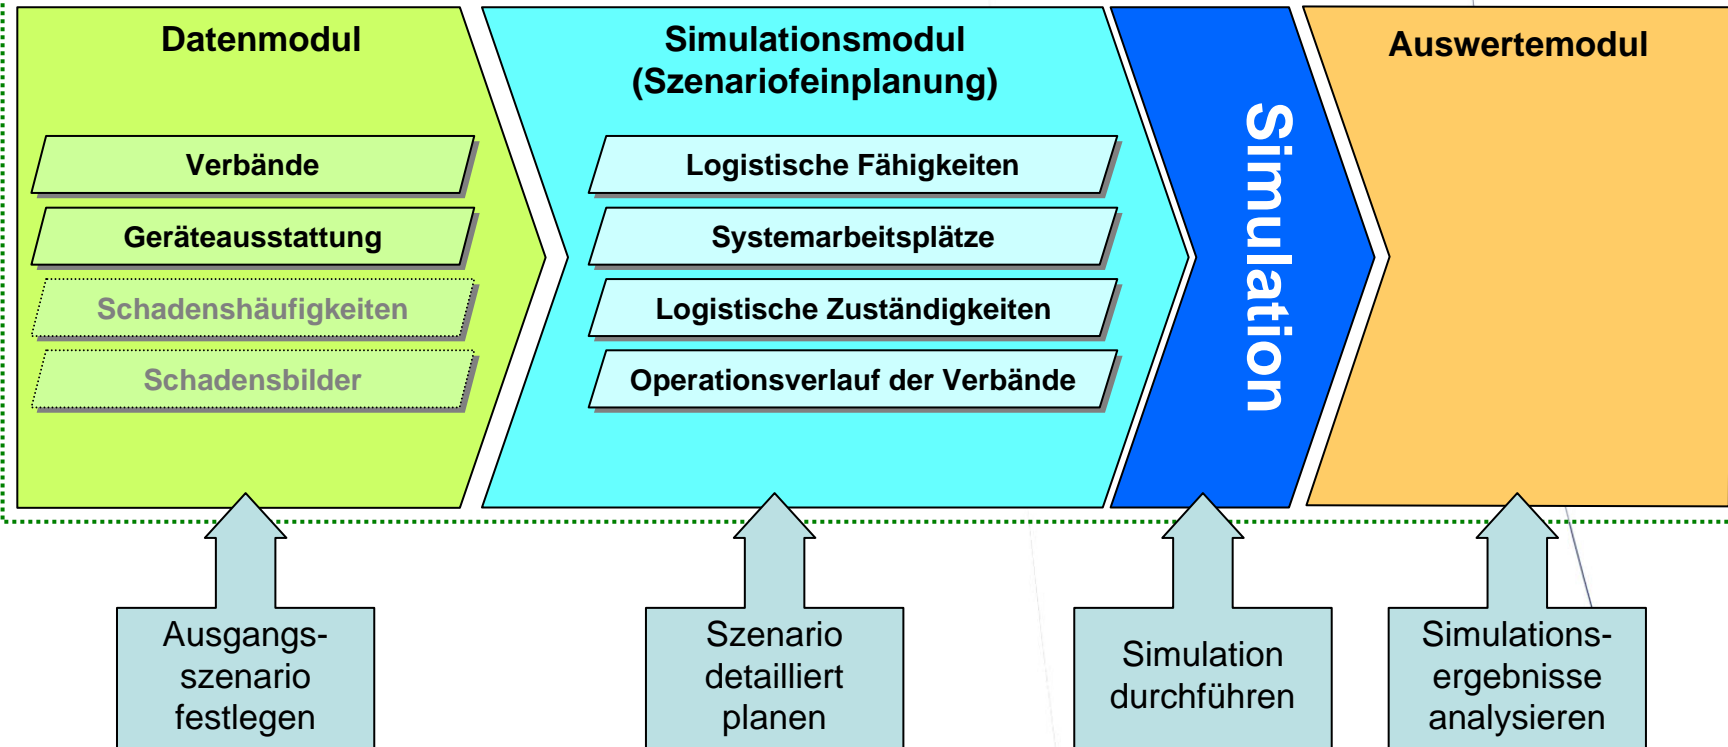 Datenmodul
Verbände
Geräteausstattung
Schadenshäufigkeiten
Schadensbilder
Simulationsmodul
(Szenariofeinplanung)
Logistische Fähigkeiten
Systemarbeitsplätze
Logistische Zuständigkeiten
Operationsverlauf der Verbände
Simulation
Auswertemodul
Ausgangs-
szenario
festlegen
Szenario
detailliert
planen
Simulation
durchführen
Simulations-
ergebnisse
analysieren